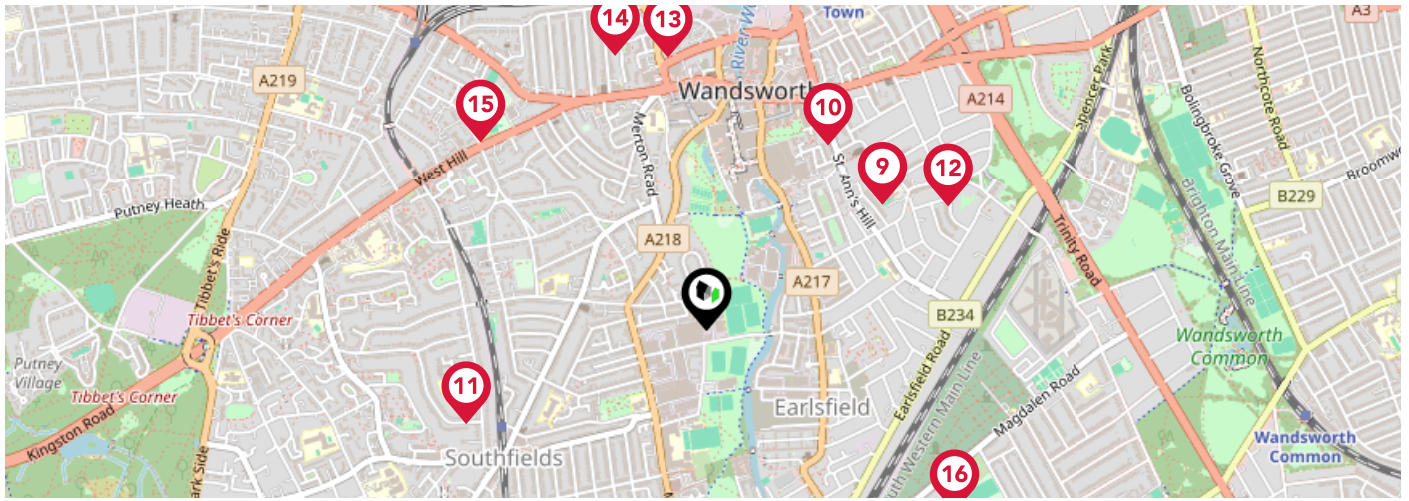 14
13
Town
A3
River W
A219
15
Wandsworth
10
A214
Spencer Park
Northcote Road
Bolingbroke Grove
Merton Road
West Hill
St. Ann's Hill
9
12
Broomw
B229
Putney Heath
Brighton Main Line
A218
Trinity Road
Tibbet's Ride
A217
B234
Tibbet's Corner
Wandsworth
Common
Putney
Village
11
Earlsfield Road
South Western Main Line
Magdalen Road
Tibbet's Corner
Earlsfield
Kingston Road
Wandsworth
Common
Southfields
ark Side
16